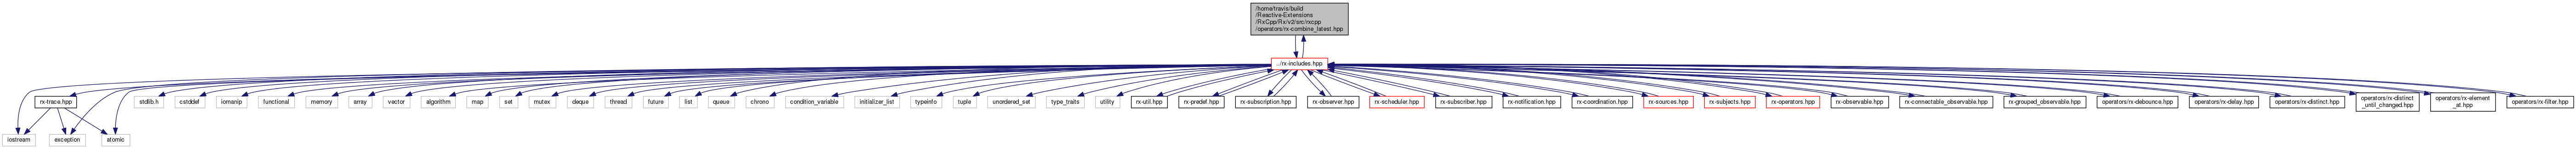 /home/travis/build
/Reactive-Extensions
/RxCpp/Rx/v2/src/rxcpp
/operators/rx-combine_latest.hpp
../rx-includes.hpp
rx-trace.hpp
stdlib.h
cstddef
iomanip
functional
memory
array
vector
algorithm
map
set
mutex
deque
thread
future
list
queue
chrono
condition_variable
initializer_list
typeinfo
tuple
unordered_set
type_traits
utility
rx-util.hpp
rx-predef.hpp
rx-subscription.hpp
rx-observer.hpp
rx-scheduler.hpp
rx-subscriber.hpp
rx-notification.hpp
rx-coordination.hpp
rx-sources.hpp
rx-subjects.hpp
rx-operators.hpp
rx-observable.hpp
rx-connectable_observable.hpp
rx-grouped_observable.hpp
operators/rx-debounce.hpp
operators/rx-delay.hpp
operators/rx-distinct.hpp
operators/rx-distinct
_until_changed.hpp
operators/rx-element
_at.hpp
operators/rx-filter.hpp
iostream
exception
atomic